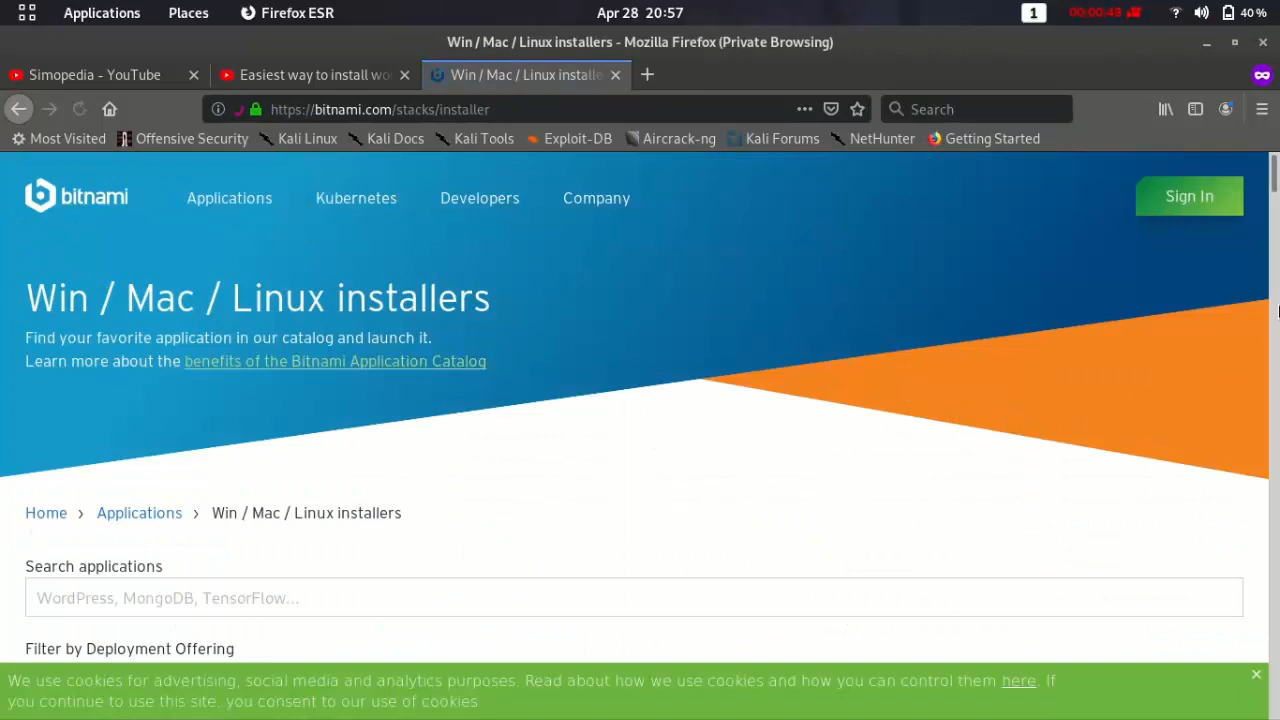 Applications Places Firefox ESR Apr 28 20:57 1 00:00:43 ? 40 %
Win / Mac / Linux installers - Mozilla Firefox (Private Browsing)
Simopedia - YouTube Easiest way to install wo Win / Mac / Linux installe
https://bitnami.com/stacks/installer Search
Most Visited Offensive Security Kali Linux Kali Docs Kali Tools Exploit-DB Aircrack-ng Kali Forums NetHunter Getting Started
bitnami Applications Kubernetes Developers Company Sign In
Win / Mac / Linux installers
Find your favorite application in our catalog and launch it.
Learn more about the benefits of the Bitnami Application Catalog
Home › Applications › Win / Mac / Linux installers
Search applications
WordPress, MongoDB, TensorFlow...
Filter by Deployment Offering
We use cookies for advertising, social media and analytics purposes. Read about how we use cookies and how you can control them here. If
you continue to use this site, you consent to our use of cookies